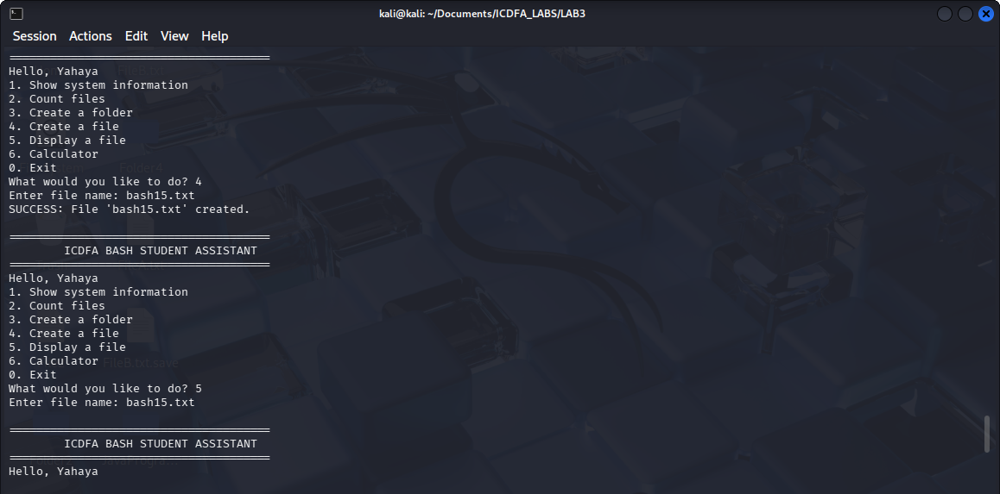 kali@kali: ~/Documents/ICDFA_LABS/LAB3
Session Actions Edit View Help
======================================
Hello, Yahaya
1. Show system information
2. Count files
3. Create a folder
4. Create a file
5. Display a file
6. Calculator
0. Exit
What would you like to do? 4
Enter file name: bash15.txt
SUCCESS: File 'bash15.txt' created.
======================================
ICDFA BASH STUDENT ASSISTANT
======================================
Hello, Yahaya
1. Show system information
2. Count files
3. Create a folder
4. Create a file
5. Display a file
6. Calculator
0. Exit
What would you like to do? 5
Enter file name: bash15.txt
======================================
ICDFA BASH STUDENT ASSISTANT
======================================
Hello, Yahaya